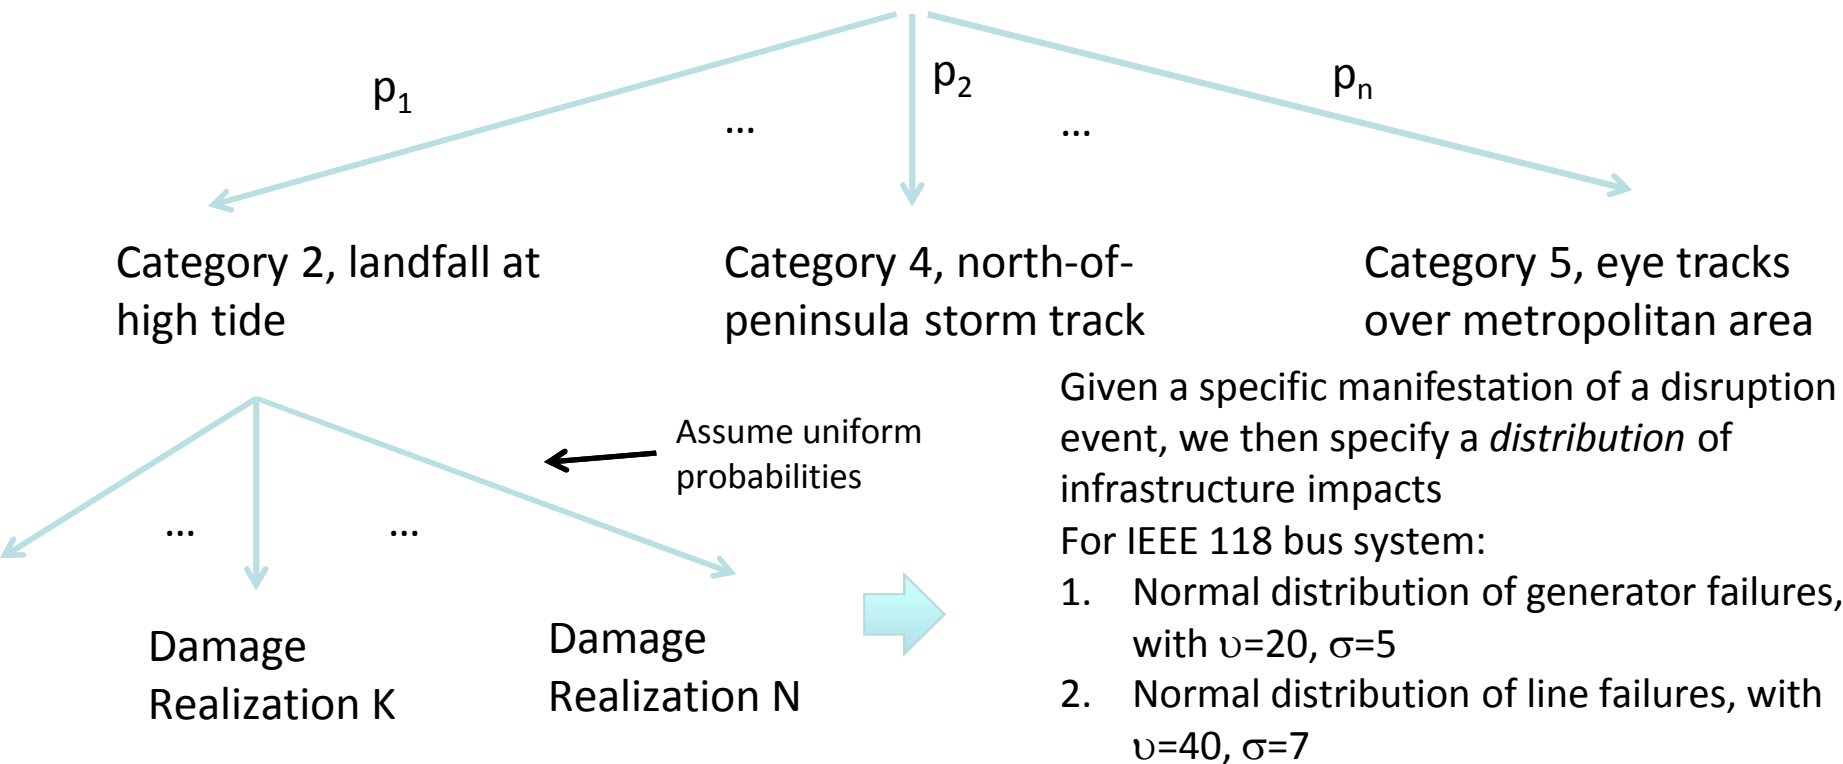 p1
p2
pn
...
...
Category 2, landfall at
high tide
Category 4, north-of-
peninsula storm track
Category 5, eye tracks
over metropolitan area
Assume uniform
probabilities
...
...
Damage
Realization K
Damage
Realization N
Given a specific manifestation of a disruption
event, we then specify a distribution of
infrastructure impacts
For IEEE 118 bus system:
1. Normal distribution of generator failures,
with υ=20, σ=5
2. Normal distribution of line failures, with
υ=40, σ=7